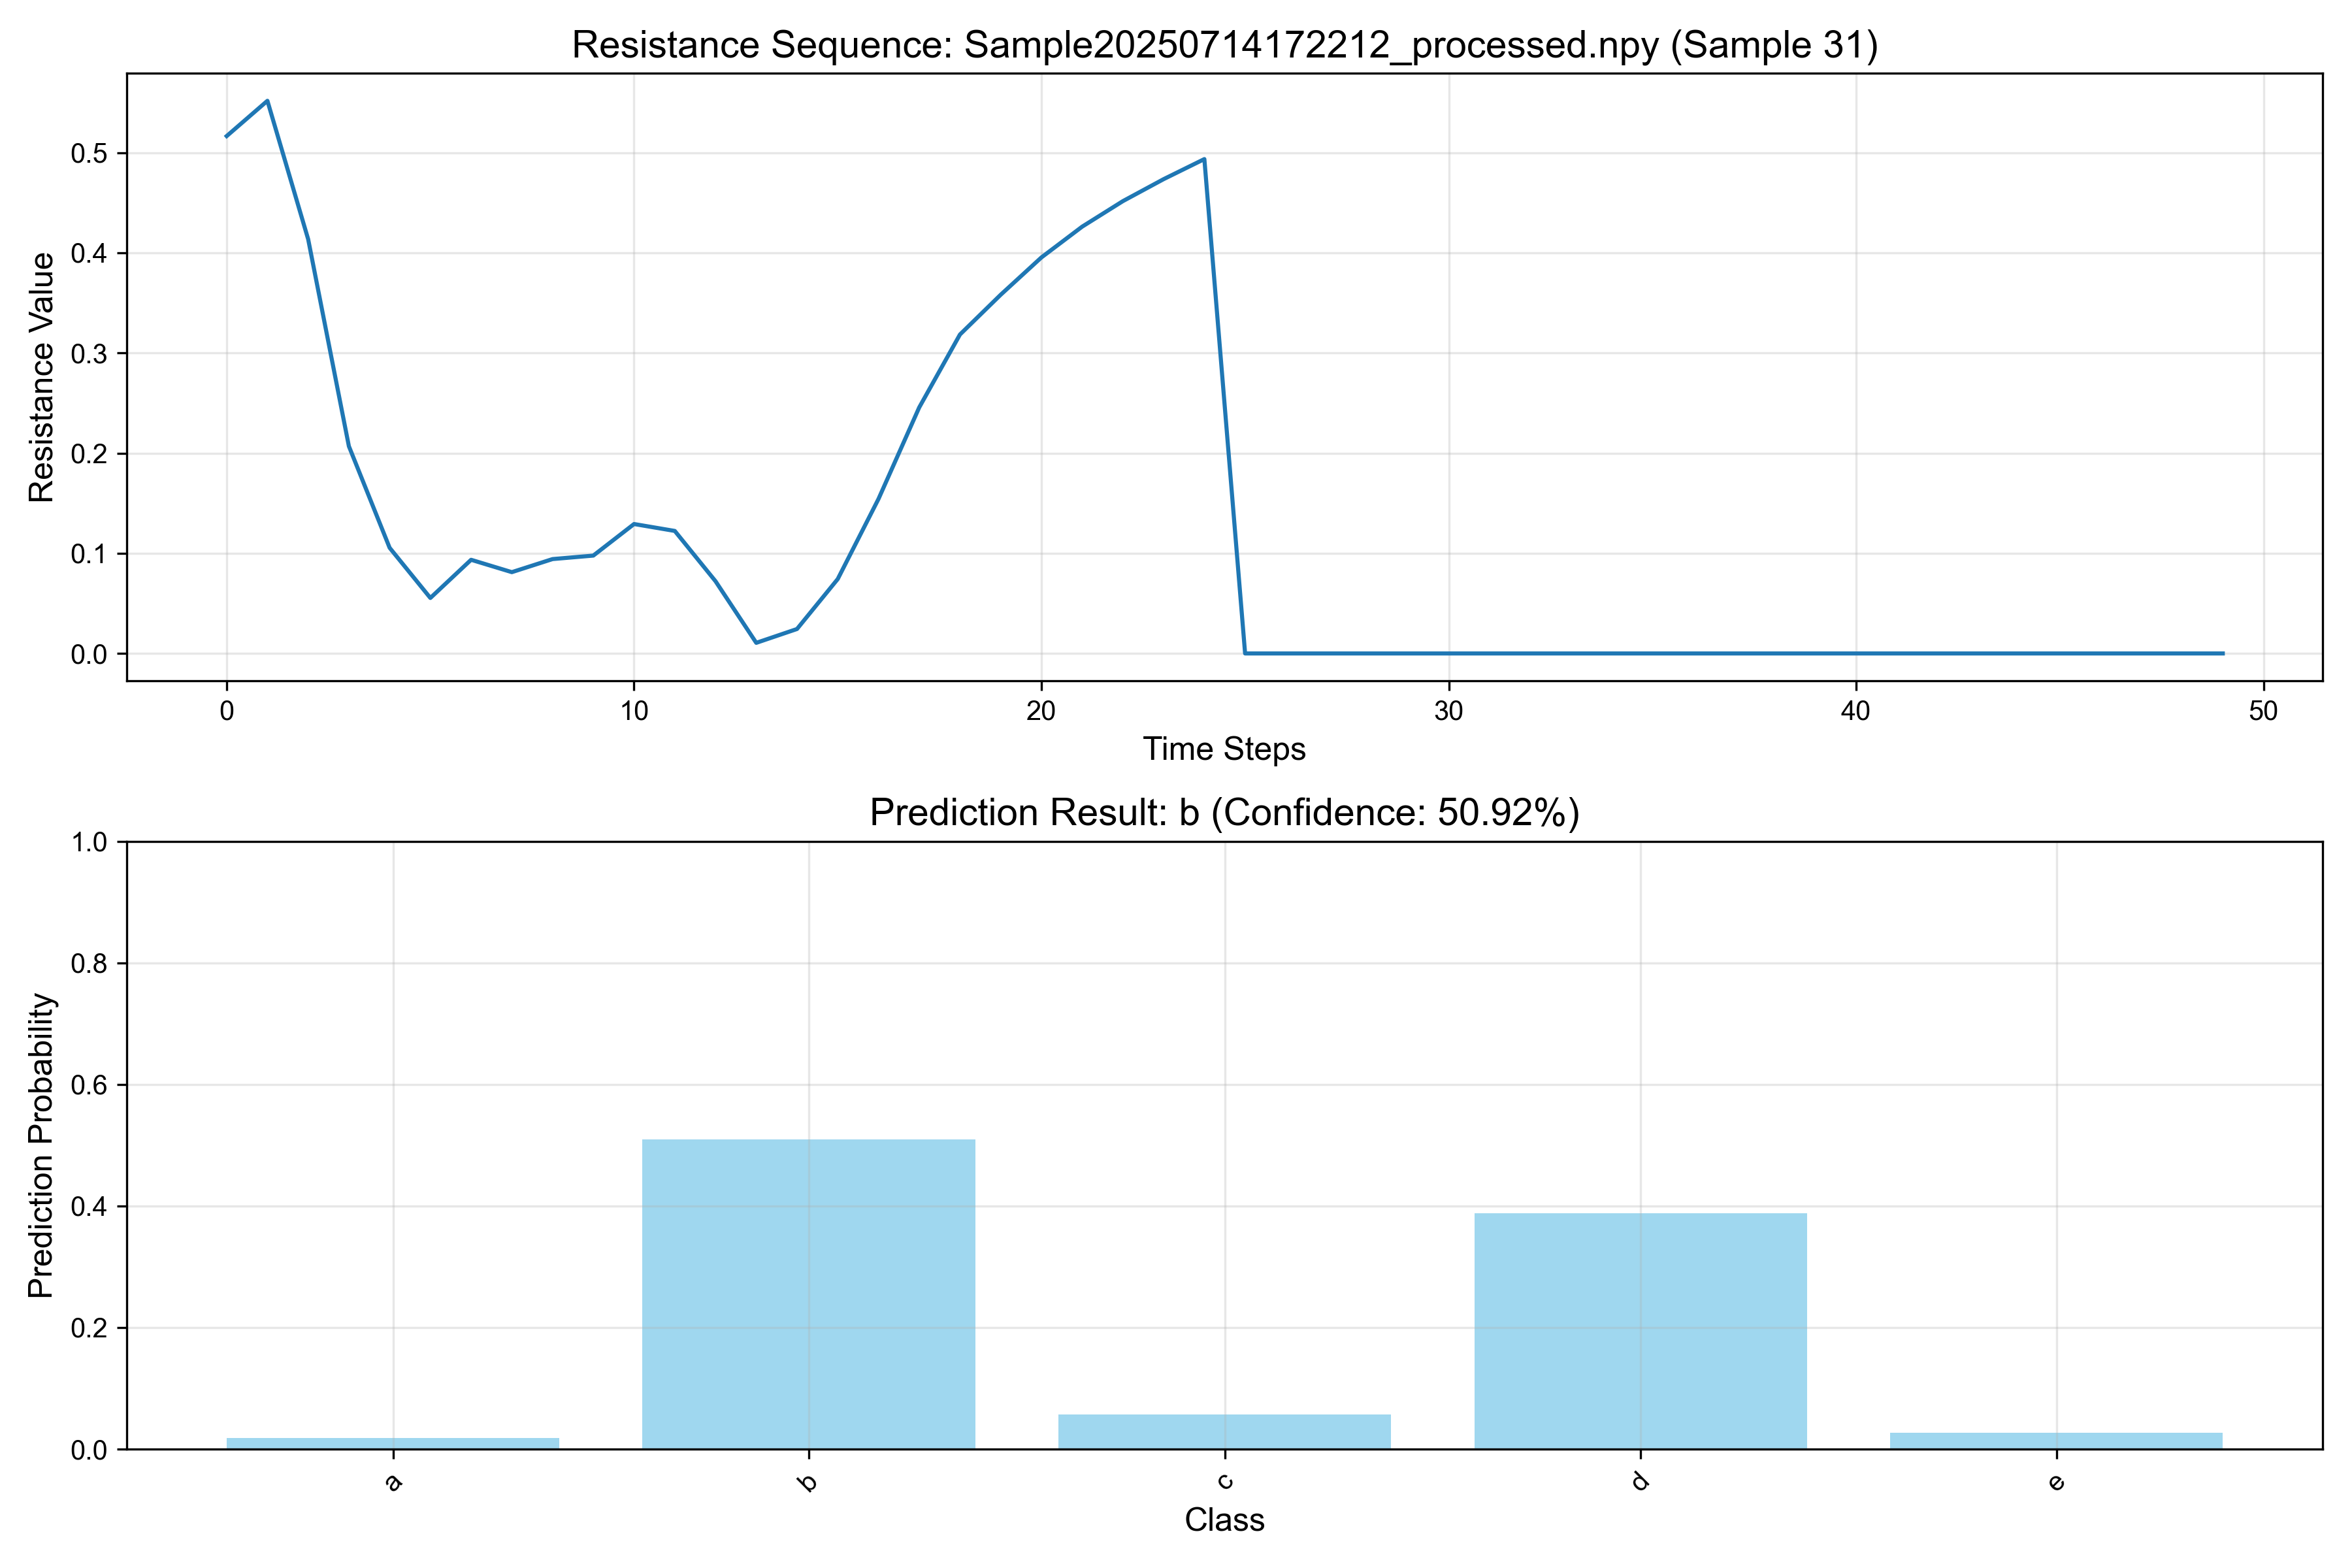 Resistance Sequence: Sample20250714172212_processed.npy (Sample 31)
Resistance Value
0.5
0.4
0.3
0.2
0.1
0.0
0 10 20 30 40 50
Time Steps
Prediction Result: b (Confidence: 50.92%)
Prediction Probability
1.0
0.8
0.6
0.4
0.2
0.0
a b c d e
Class